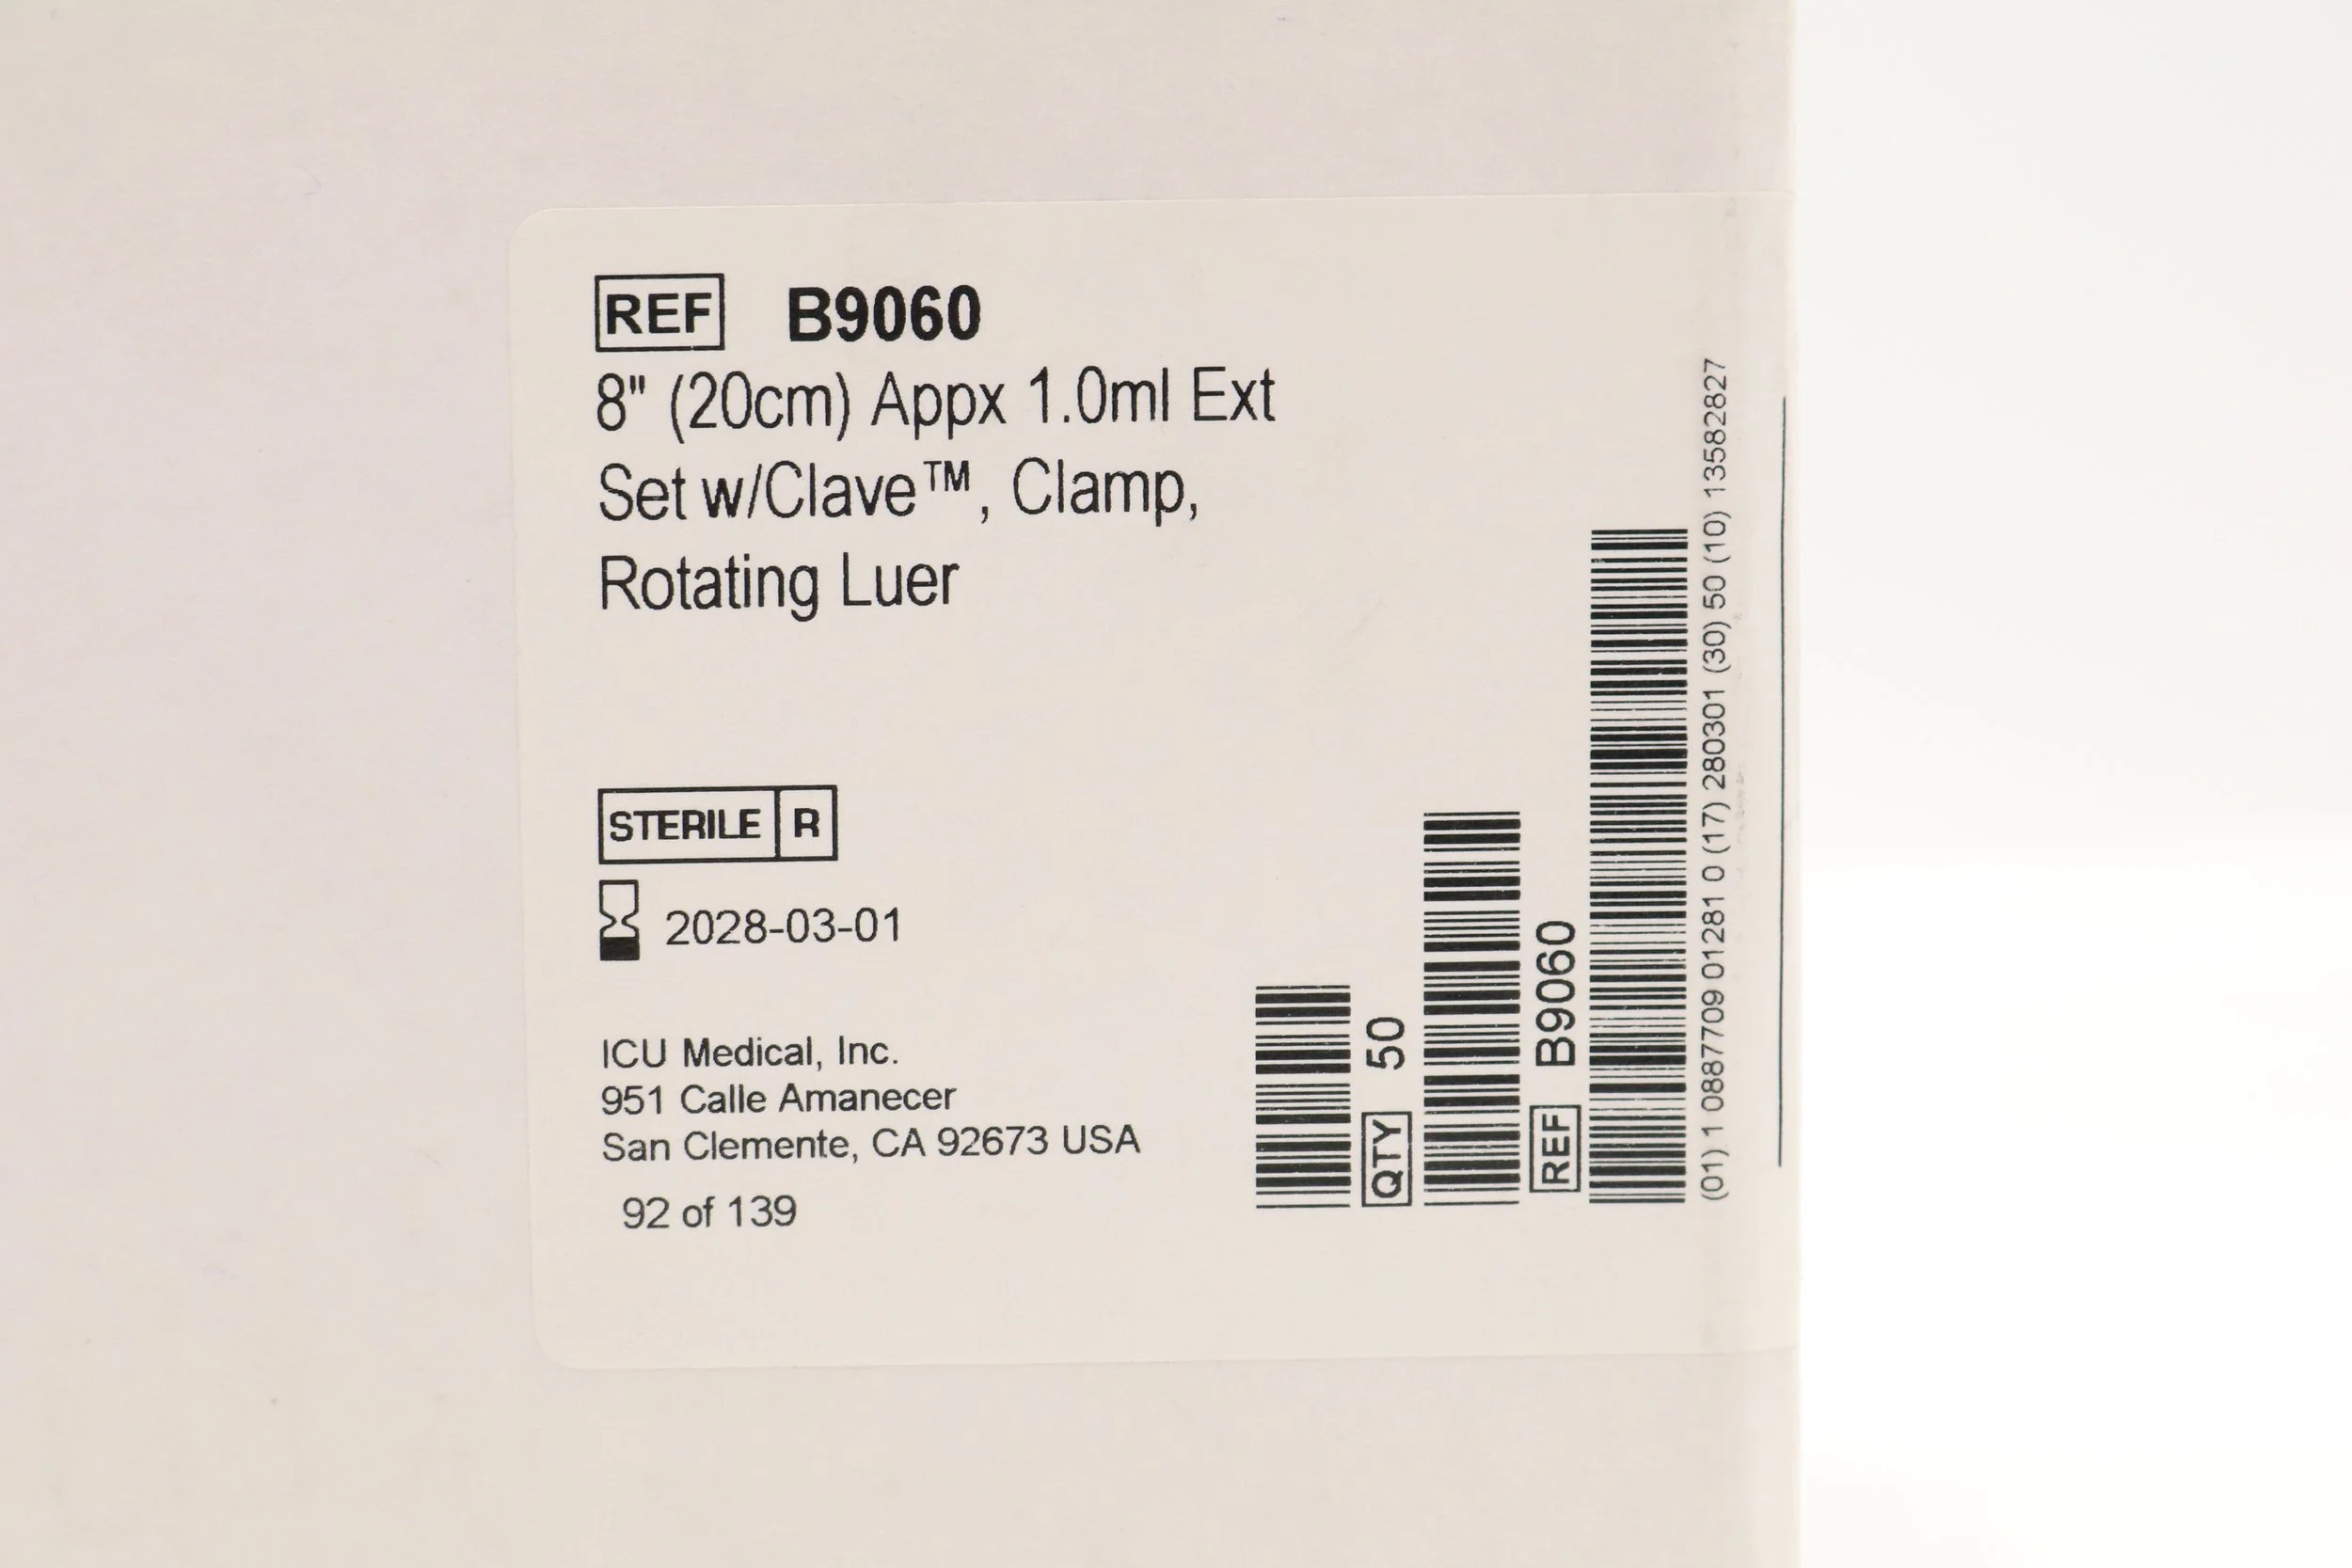 REF B9060
8" (20cm) Appx 1.0ml Ext
Set w/Clave™, Clamp,
Rotating Luer
STERILE R
2028-03-01
ICU Medical, Inc.
951 Calle Amanecer
San Clemente, CA 92673 USA
92 of 139
QTY 50
REF B9060
(01) 1 0887709 01281 0 (17) 280301 (30) 50 (10) 13582827